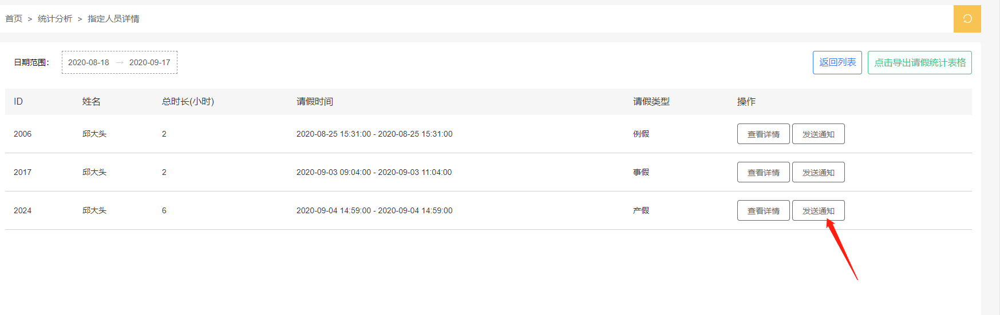 首页 > 统计分析 > 指定人员详情
日期范围： 2020-08-18 → 2020-09-17 返回列表 点击导出请假统计表格
ID 姓名 总时长(小时) 请假时间 请假类型 操作
2006 邱大头 2 2020-08-25 15:31:00 - 2020-08-25 15:31:00 例假 查看详情 发送通知
2017 邱大头 2 2020-09-03 09:04:00 - 2020-09-03 11:04:00 事假 查看详情 发送通知
2024 邱大头 6 2020-09-04 14:59:00 - 2020-09-04 14:59:00 产假 查看详情 发送通知